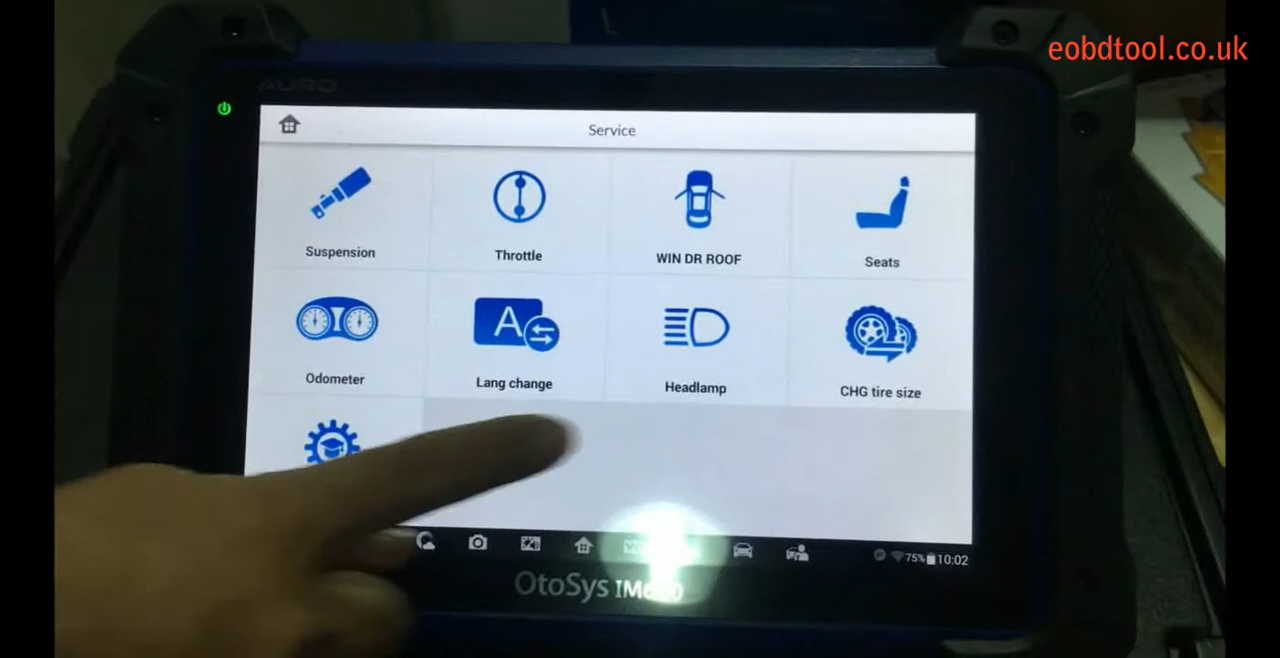 eobdtool.co.uk
AURO
Service
Suspension
Throttle
WIN DR ROOF
Seats
Odometer
A
Lang change
Headlamp
CHG tire size
75% 10:02
OtoSys